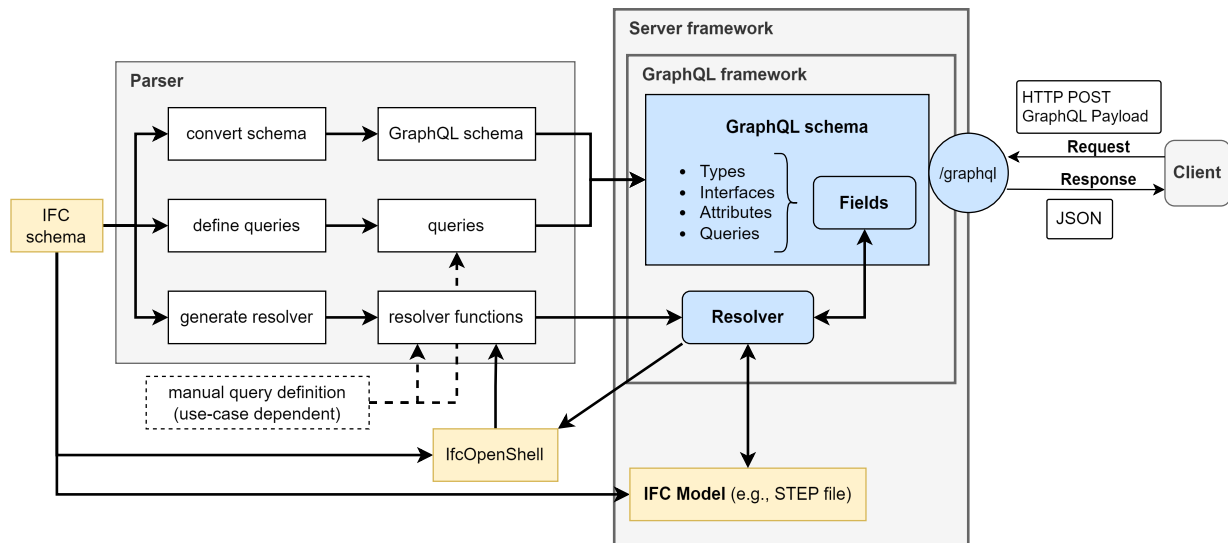 Server framework
Parser
GraphQL framework
HTTP POST
GraphQL Payload
convert schema
GraphQL schema
GraphQL schema
Request
• Types
• Interfaces
• Attributes
• Queries
Fields
/graphql
Response
Client
IFC
schema
define queries
queries
JSON
generate resolver
resolver functions
Resolver
manual query definition
(use-case dependent)
IfcOpenShell
IFC Model (e.g., STEP file)